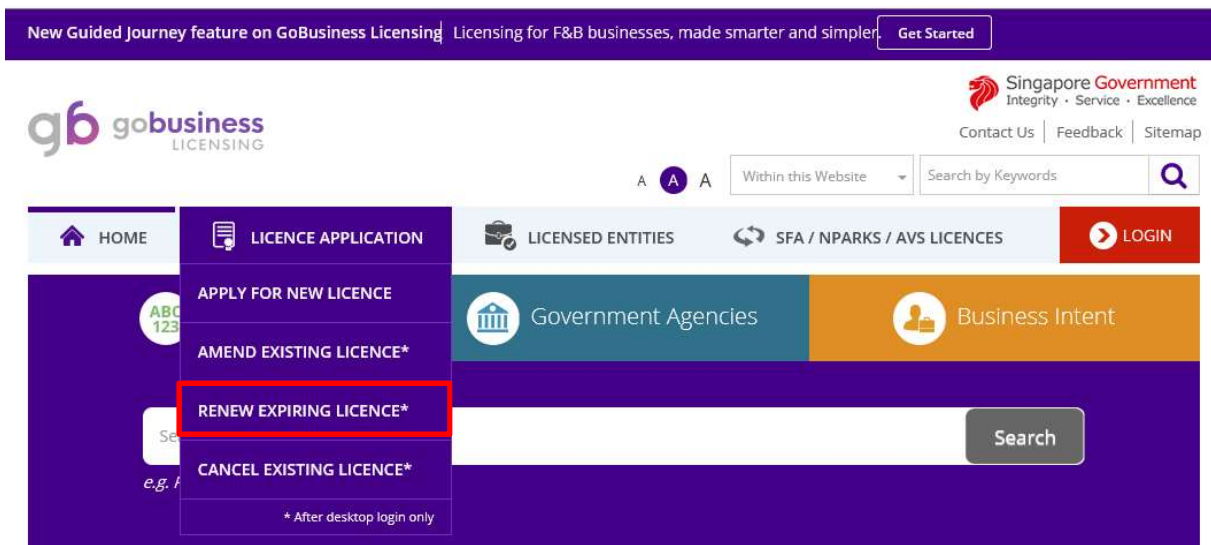 New Guided Journey feature on GoBusiness Licensing Licensing for F&B businesses, made smarter and simpler. Get Started
Singapore Government
Integrity · Service · Excellence
gb gobusiness
LICENSING
Contact Us | Feedback | Sitemap
A A A Within this Website Search by Keywords
HOME LICENCE APPLICATION LICENSED ENTITIES SFA / NPARKS / AVS LICENCES LOGIN
APPLY FOR NEW LICENCE
ABC
123
Government Agencies Business Intent
AMEND EXISTING LICENCE*
RENEW EXPIRING LICENCE*
Search
CANCEL EXISTING LICENCE*
e.g.
* After desktop login only